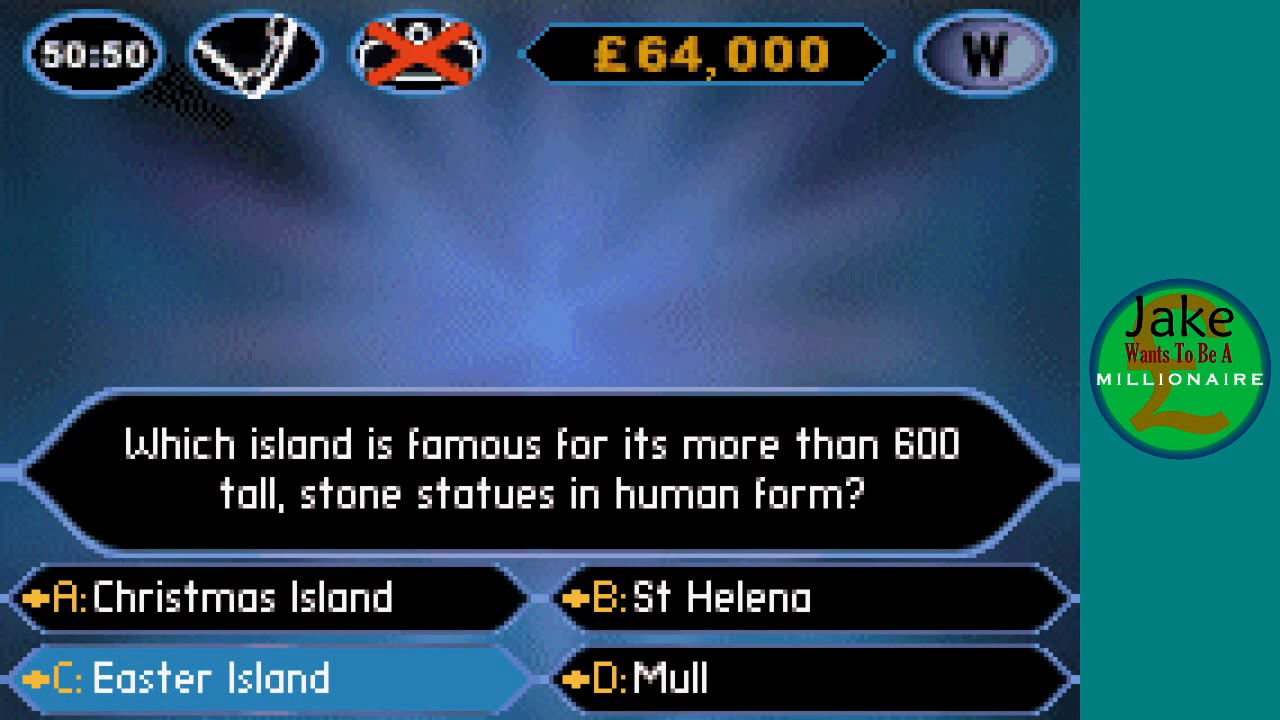 50:50
£64,000
W
Jake
Wants To Be A
MILLIONAIRE
Which island is famous for its more than 600
tall, stone statues in human form?
A: Christmas Island
B: St Helena
C: Easter Island
D: Mull